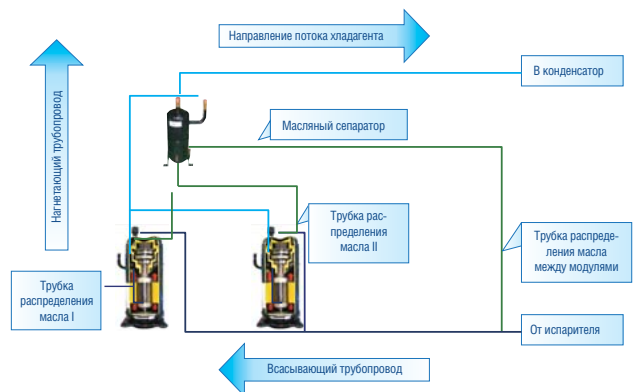 Направление потока хладагента
В конденсатор
Нагнетающий трубопровод
Масляный сепаратор
Трубка рас-
пределения
масла II
Трубка распреде-
ления масла
между модулями
Трубка
распределения
масла I
От испарителя
Всасывающий трубопровод